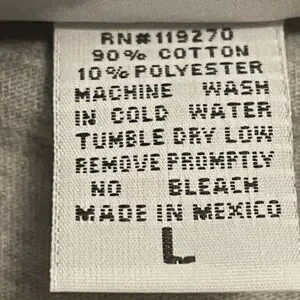 RN#119270
90% COTTON
10% POLYESTER
MACHINE WASH
IN COLD WATER
TUMBLE DRY LOW
REMOVE PROMPTLY
NO BLEACH
MADE IN MEXICO
L